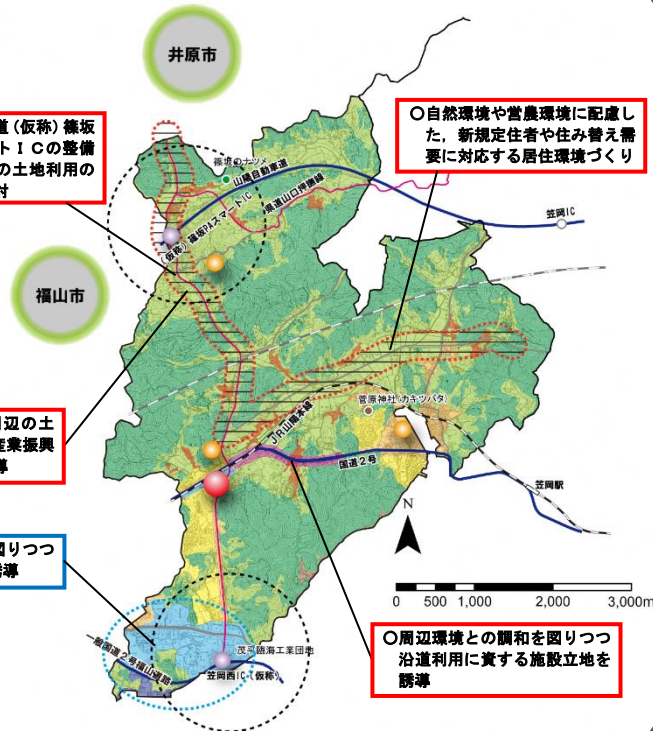 井原市
道(仮称)篠坂
トICの整備
の土地利用の
対
○自然環境や営農環境に配慮し
た,新規定住者や住み替え需
要に対応する居住環境づくり
篠坂のナツメ
山陽自動車道
県道山口押撫線
(仮称)篠坂PAスマートIC
笠岡IC
福山市
菅原神社(カキツバタ)
JR山陽本線
国道2号
笠岡駅
辺の土
産業振興
導
図りつつ
誘導
N
0 500 1,000 2,000 3,000m
○周辺環境との調和を図りつつ
沿道利用に資する施設立地を
誘導
茂平臨海工業団地
一般国道2号福山道路
笠岡西IC(仮称)